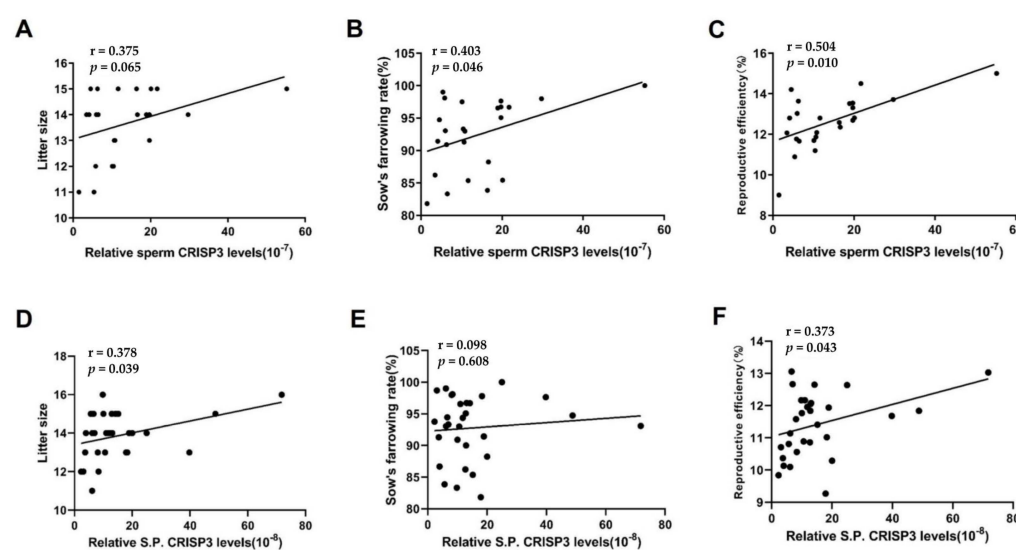 A
r = 0.375
p = 0.065
Litter size
16
15
14
13
12
11
10
0
20
40
60
Relative sperm CRISP3 levels(10-7)
B
r = 0.403
p = 0.046
Sow's farrowing rate(%)
105
100
95
90
85
80
0
20
40
60
Relative sperm CRISP3 levels(10-7)
C
r = 0.504
p = 0.010
Reproductive efficientcy(%)
16
14
12
10
8
0
20
40
60
Relative sperm CRISP3 levels(10-7)
D
r = 0.378
p = 0.039
Litter size
18
16
14
12
10
0
20
40
60
80
Relative S.P. CRISP3 levels(10-8)
E
r = 0.098
p = 0.608
Sow's farrowing rate(%)
105
100
95
90
85
80
0
20
40
60
80
Relative S.P. CRISP3 levels(10-8)
F
r = 0.373
p = 0.043
Reproductive efficiency(%)
14
13
12
11
10
9
0
20
40
60
80
Relative S.P. CRISP3 levels(10-8)